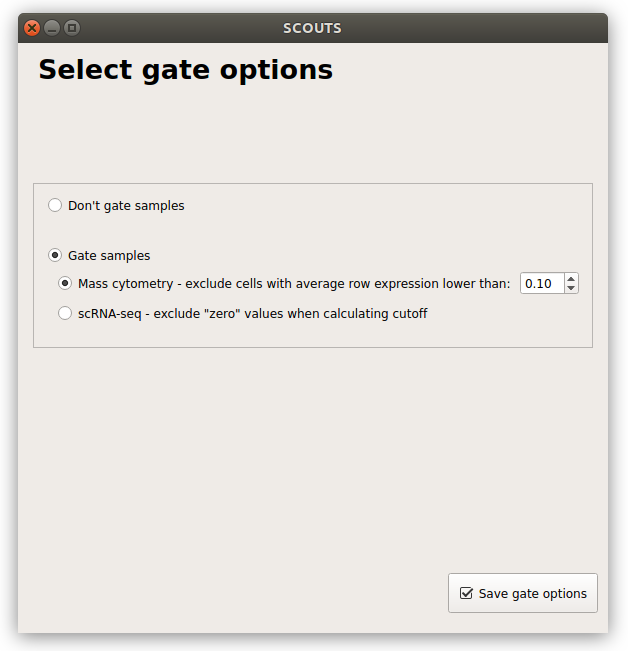 SCOUTS
Select gate options
Don't gate samples
Gate samples
Mass cytometry - exclude cells with average row expression lower than: 0.10
scRNA-seq - exclude "zero" values when calculating cutoff
Save gate options